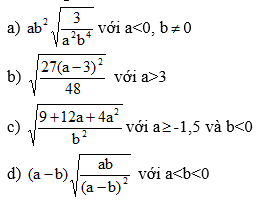 a) ab² √(3/(a²b⁴)) với a<0, b ≠ 0
b) √(27(a−3)²/48) với a>3
c) √((9+12a+4a²)/b²) với a ≥ -1,5 và b<0
d) (a−b)√(ab/(a−b)²) với a<b<0